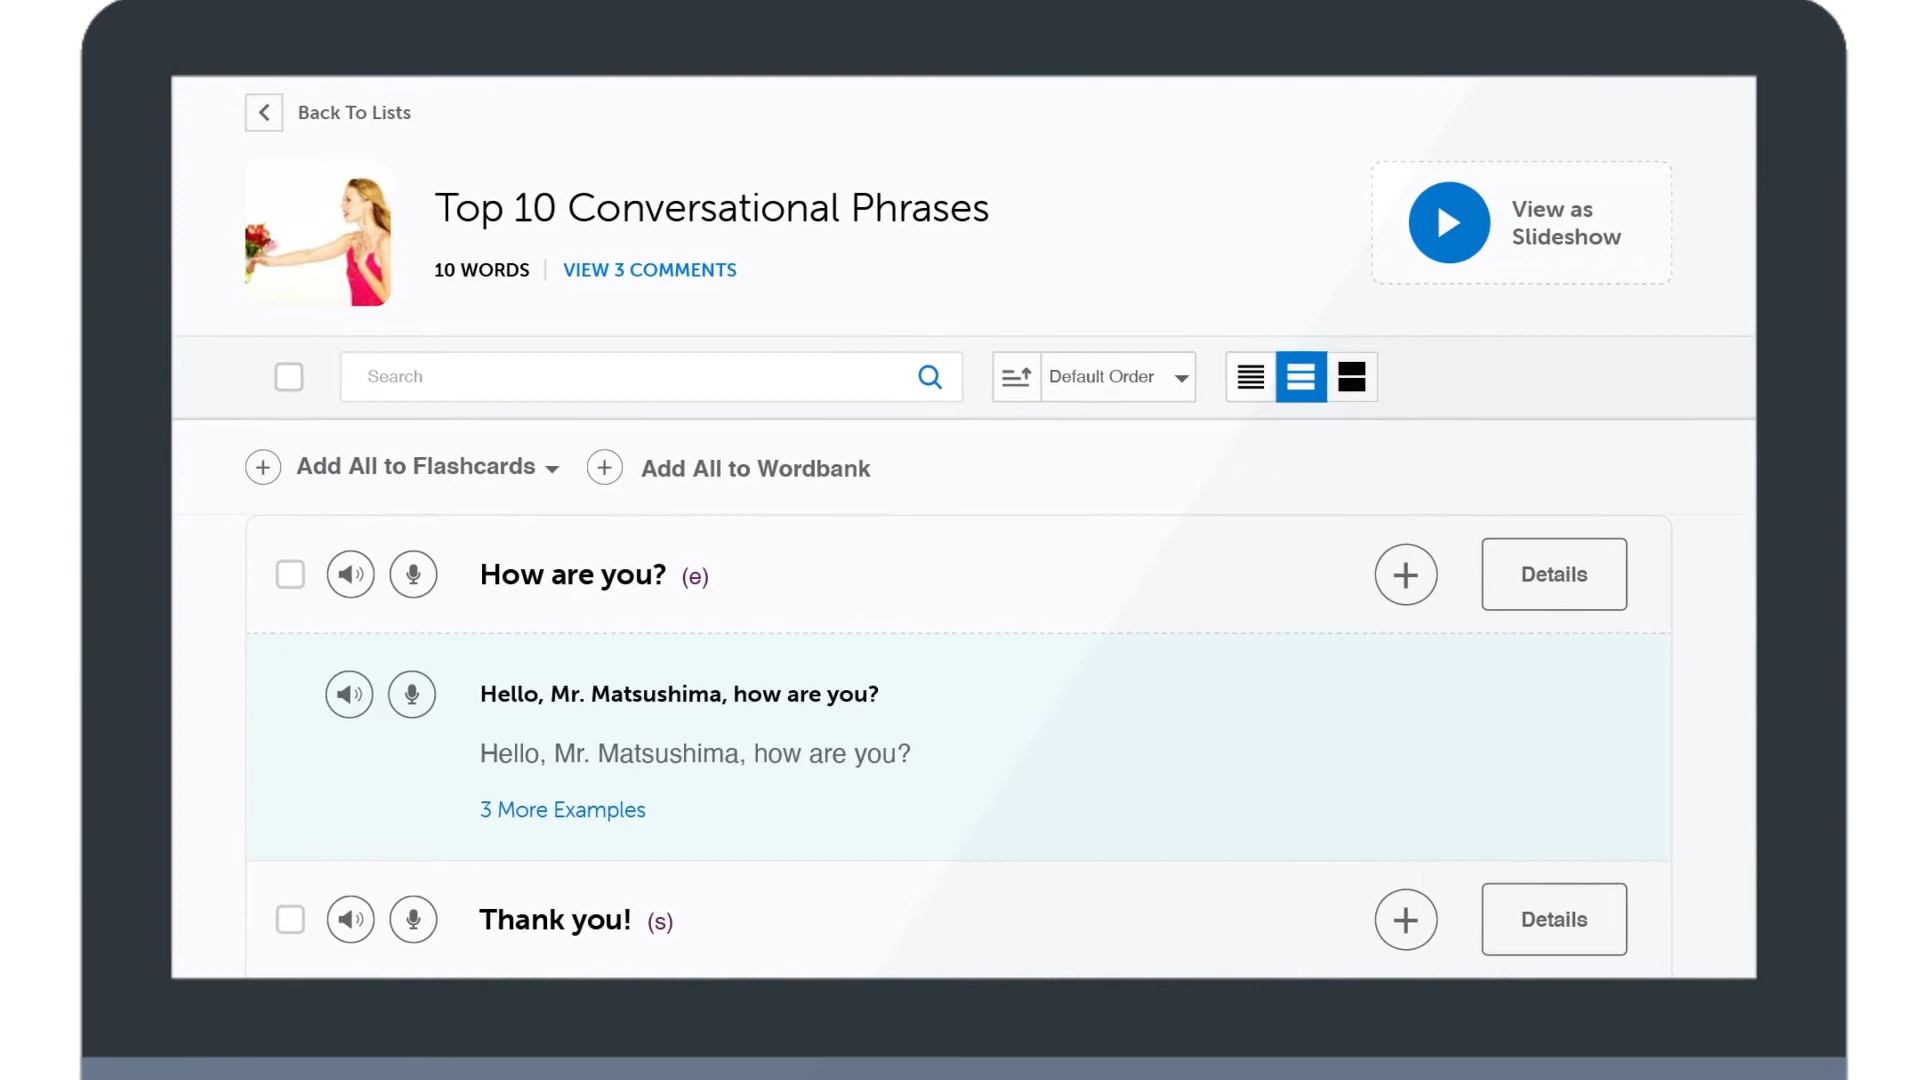 Back To Lists
Top 10 Conversational Phrases
10 WORDS
VIEW 3 COMMENTS
View as
Slideshow
Search
Default Order
Add All to Flashcards
Add All to Wordbank
How are you? (e)
Details
Hello, Mr. Matsushima, how are you?
Hello, Mr. Matsushima, how are you?
3 More Examples
Thank you! (s)
Details